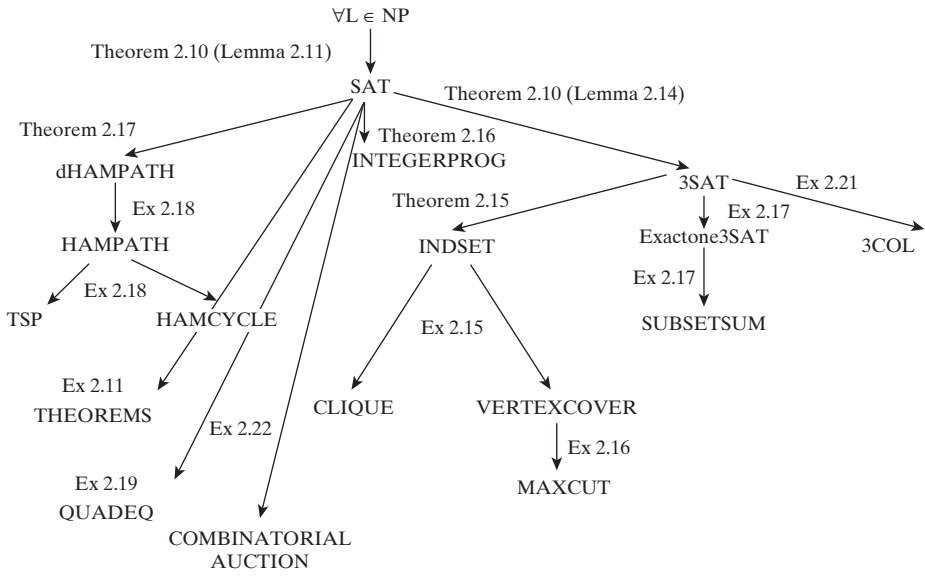 ∀L ∈ NP
Theorem 2.10 (Lemma 2.11)
SAT
Theorem 2.10 (Lemma 2.14)
Theorem 2.17
Theorem 2.16
INTEGERPROG
dHAMPATH
3SAT
Ex 2.21
Ex 2.18
Theorem 2.15
Ex 2.17
Exactone3SAT
HAMPATH
INDSET
3COL
Ex 2.18
Ex 2.17
TSP
HAMCYCLE
Ex 2.15
SUBSETSUM
Ex 2.11
THEOREMS
CLIQUE
VERTEXCOVER
Ex 2.22
Ex 2.16
Ex 2.19
QUADEQ
MAXCUT
COMBINATORIAL
AUCTION